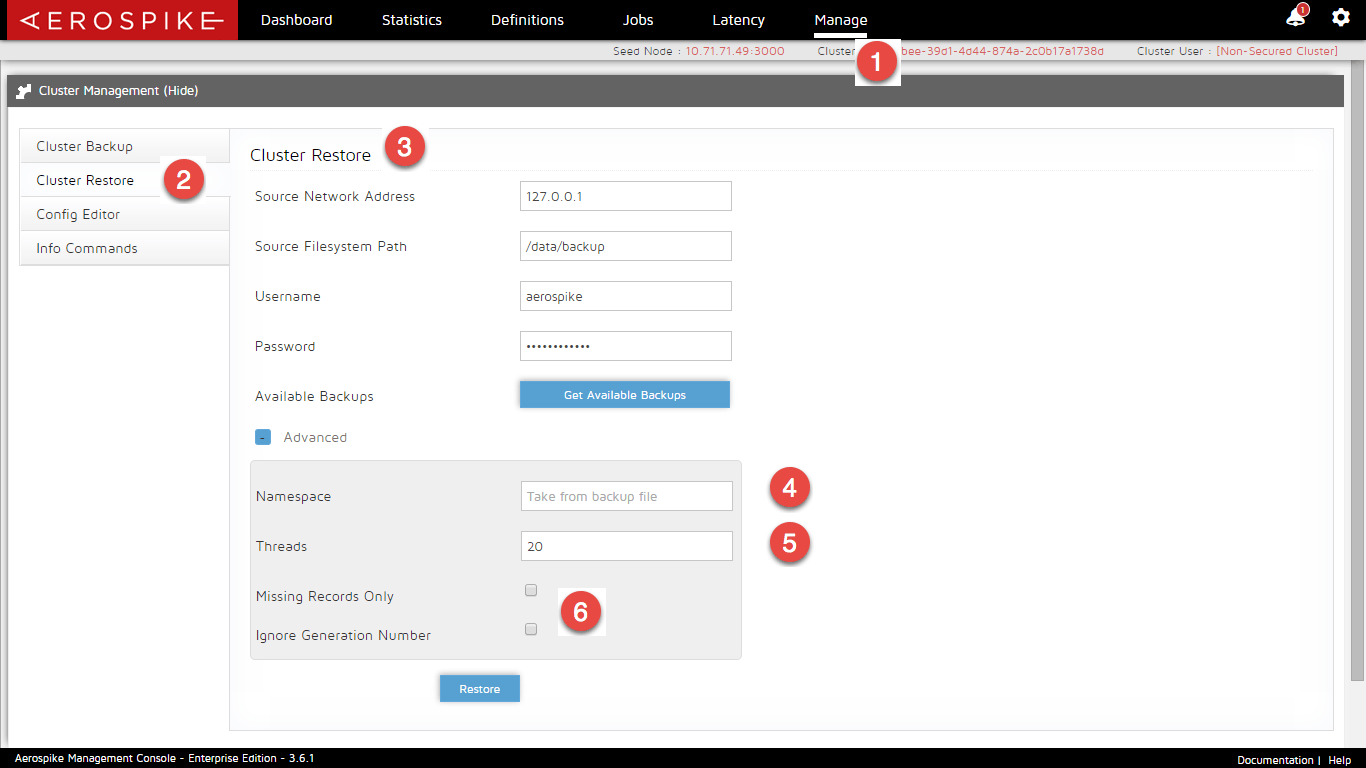 AEROSPIKE Dashboard Statistics Definitions Jobs Latency Manage 1
Seed Node : 10.71.71.49:3000 Cluster bee-39d1-4d44-874a-2c0b17a1738d Cluster User : [Non-Secured Cluster]
1
Cluster Management (Hide)
Cluster Backup
Cluster Restore 2
Config Editor
Info Commands
Cluster Restore 3
Source Network Address 127.0.0.1
Source Filesystem Path /data/backup
Username aerospike
Password ••••••••••••
Available Backups Get Available Backups
- Advanced
Namespace Take from backup file 4
Threads 20 5
Missing Records Only
6
Ignore Generation Number
Restore
Aerospike Management Console - Enterprise Edition - 3.6.1
Documentation | Help